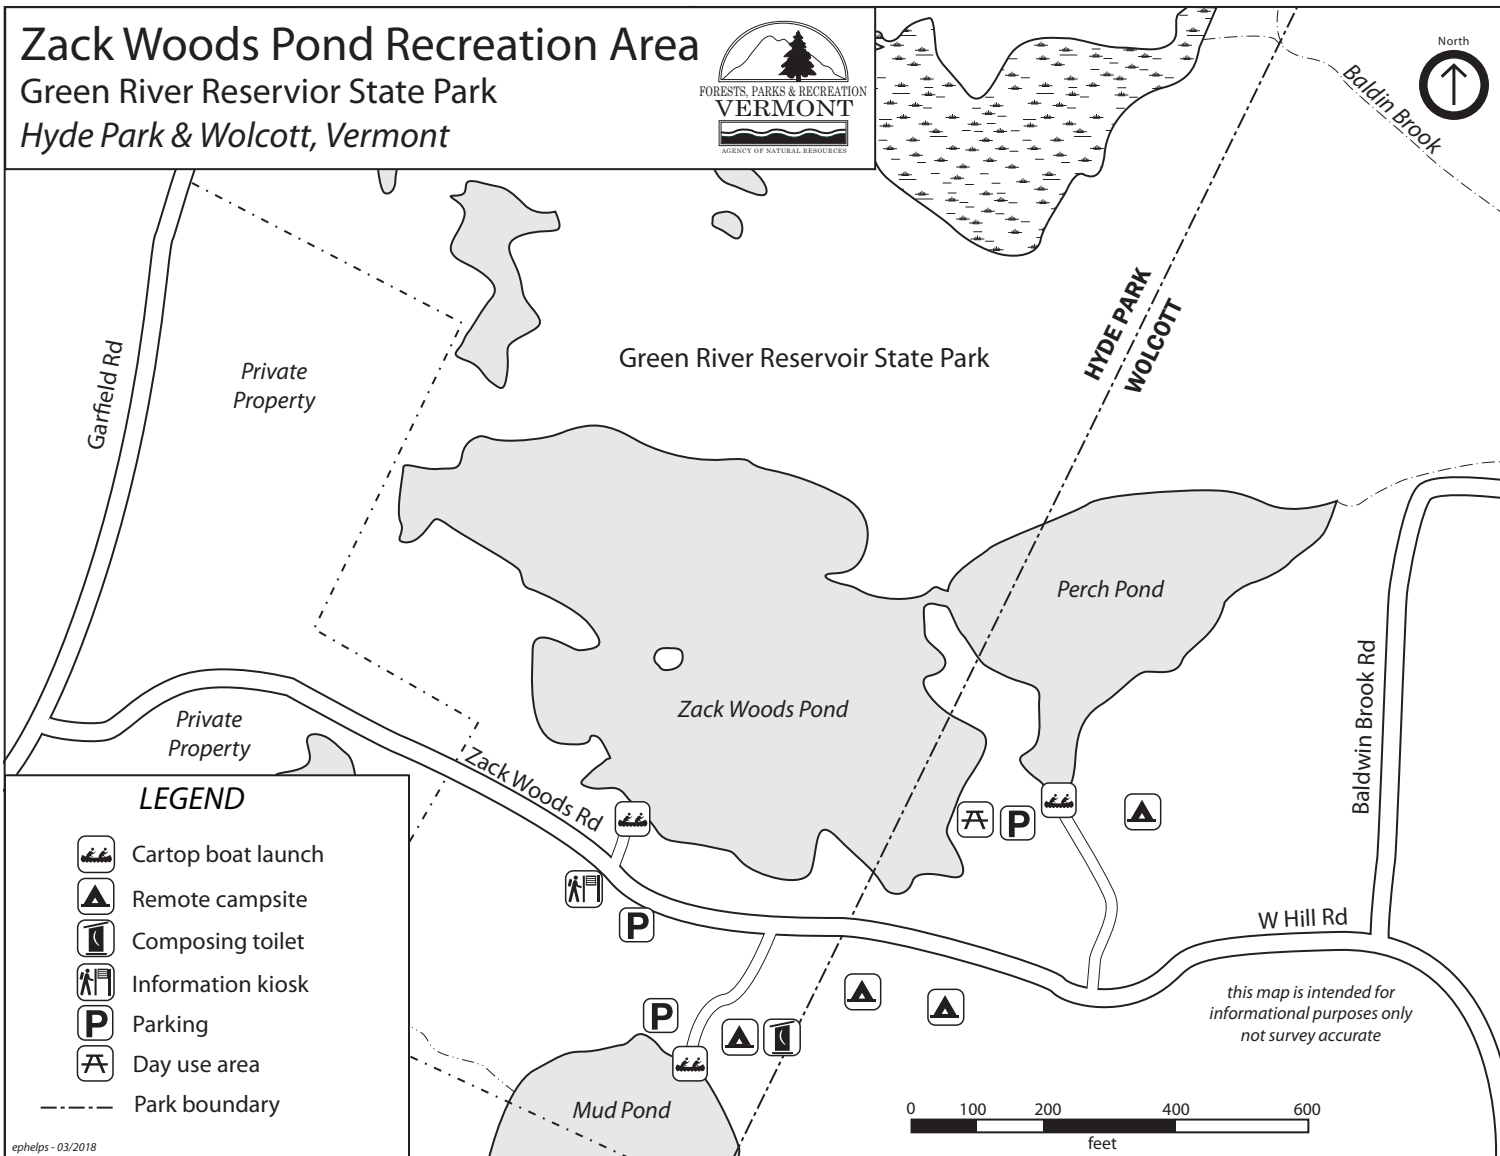 Zack Woods Pond Recreation Area
Green River Reservior State Park
Hyde Park & Wolcott, Vermont
FORESTS, PARKS & RECREATION
VERMONT
AGENCY OF NATURAL RESOURCES
North
Baldin Brook
HYDE PARK
WOLCOTT
Green River Reservoir State Park
Garfield Rd
Private
Property
Perch Pond
Zack Woods Pond
Private
Property
Zack Woods Rd
Baldwin Brook Rd
W Hill Rd
P
P
P
Mud Pond
this map is intended for
informational purposes only
not survey accurate
0 100 200 400 600
feet
LEGEND
Cartop boat launch
Remote campsite
Composing toilet
Information kiosk
P Parking
Day use area
Park boundary
ephelps - 03/2018